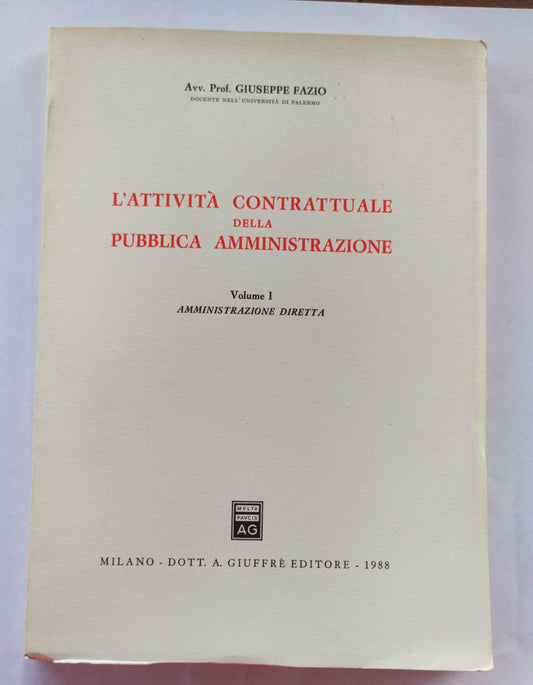 Avv. Prof. GIUSEPPE FAZIO
DOCENTE NELL'UNIVERSITÀ DI PALERMO
L'ATTIVITÀ CONTRATTUALE
DELLA
PUBBLICA AMMINISTRAZIONE
Volume I
AMMINISTRAZIONE DIRETTA
MVLTA
PAVCIS
AG
MILANO - DOTT. A. GIUFFRÈ EDITORE - 1988